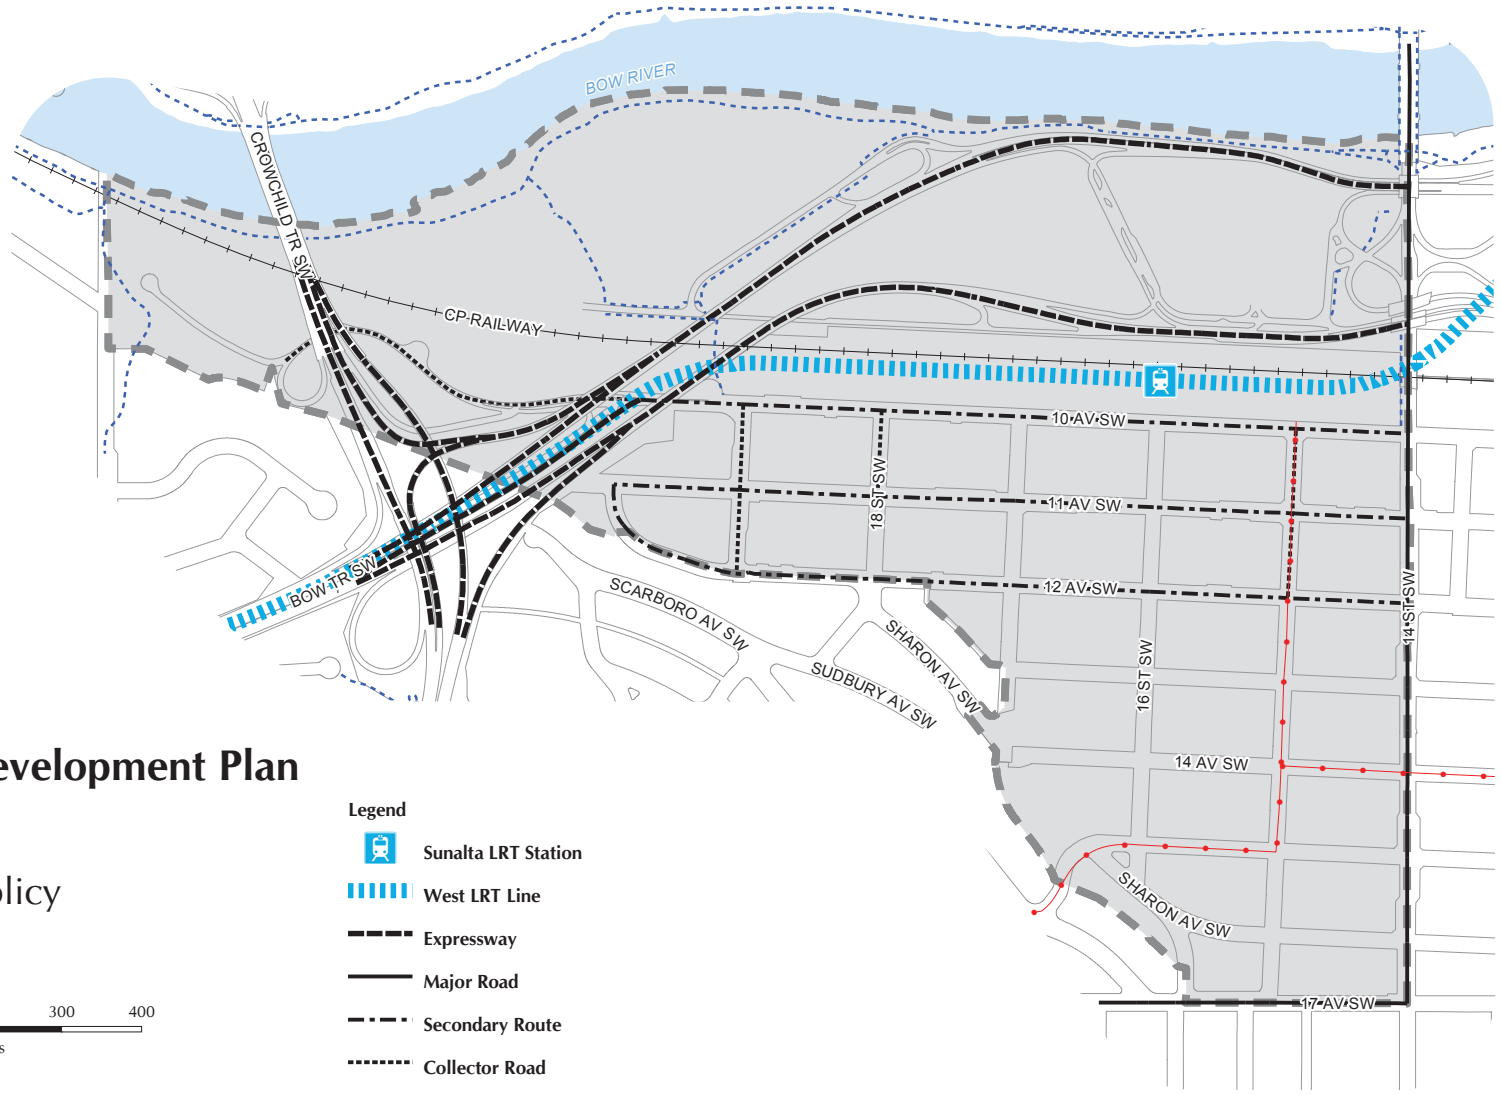 BOW RIVER
CROWCHILD TR SW
CP RAILWAY
10 AV SW
18 ST SW
11 AV SW
BOW TR SW
12 AV SW
14 ST SW
SCARBORO AV SW
SHARON AV SW
SUDBURY AV SW
16 ST SW
14 AV SW
SHARON AV SW
17 AV SW
evelopment Plan
olicy
300 400
s
Legend
Sunalta LRT Station
West LRT Line
Expressway
Major Road
Secondary Route
Collector Road